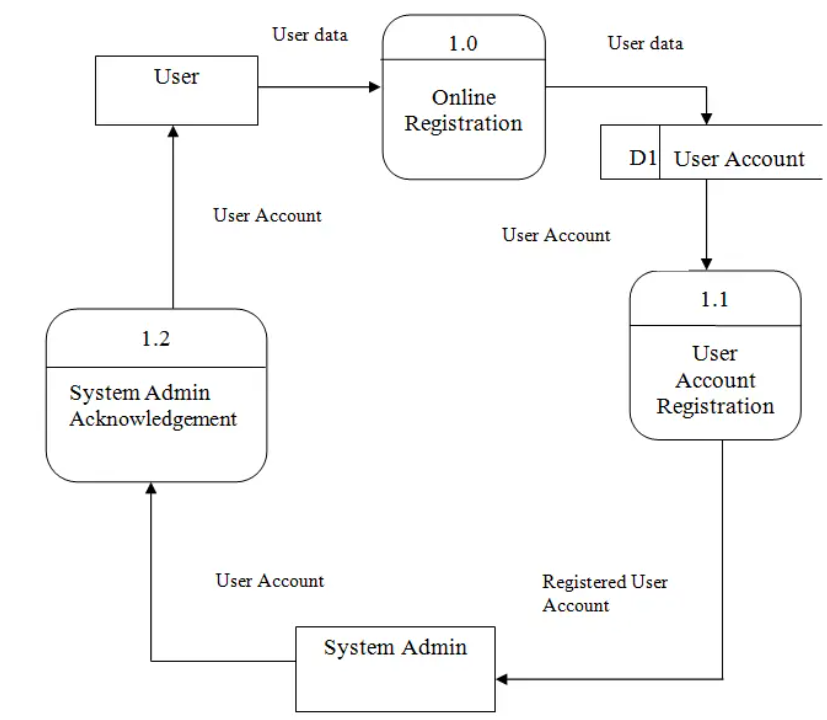 User data
1.0
User data
User
Online
Registration
D1 User Account
User Account
User Account
1.1
1.2
User
Account
Registration
System Admin
Acknowledgement
User Account
Registered User
Account
System Admin